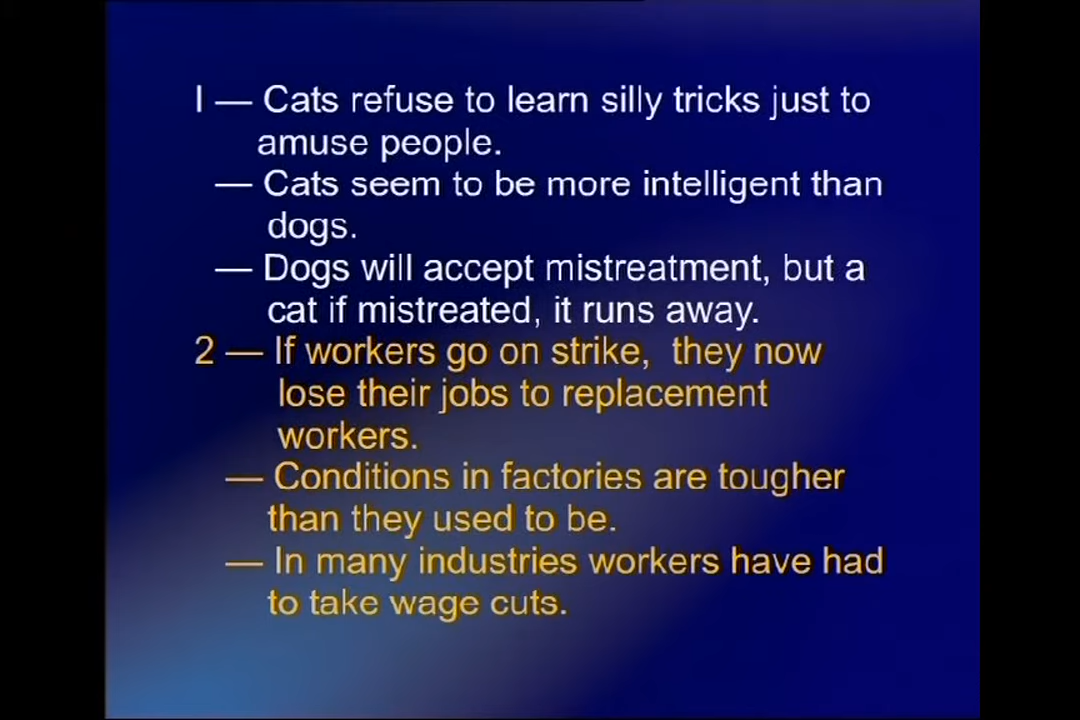 I — Cats refuse to learn silly tricks just to
amuse people.
— Cats seem to be more intelligent than
dogs.
— Dogs will accept mistreatment, but a
cat if mistreated, it runs away.
2 — If workers go on strike, they now
lose their jobs to replacement
workers.
— Conditions in factories are tougher
than they used to be.
— In many industries workers have had
to take wage cuts.